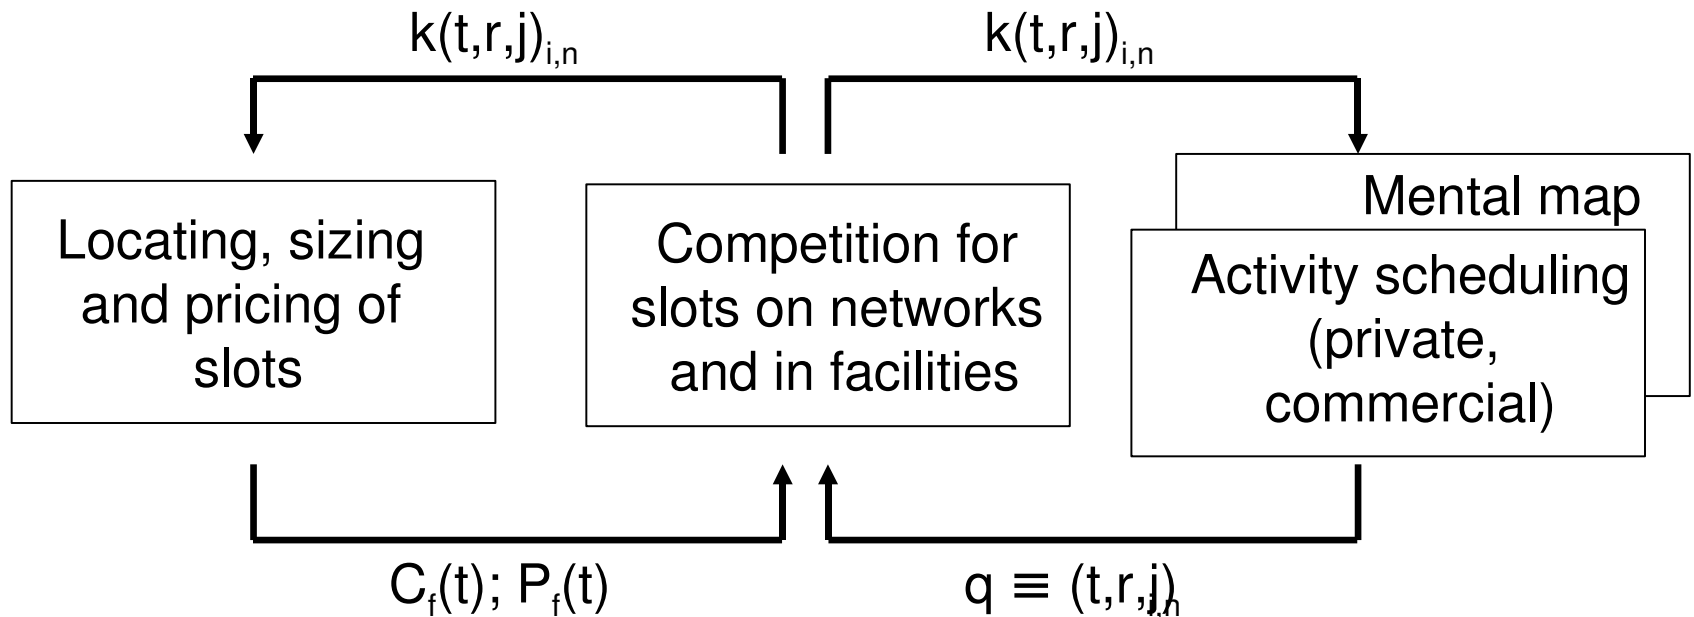 k(t,r,j)i,n
k(t,r,j)i,n
Locating, sizing
and pricing of
slots
Competition for
slots on networks
and in facilities
Mental map
Activity scheduling
(private,
commercial)
Cf(t); Pf(t)
q ≡ (t,r,j)i,n